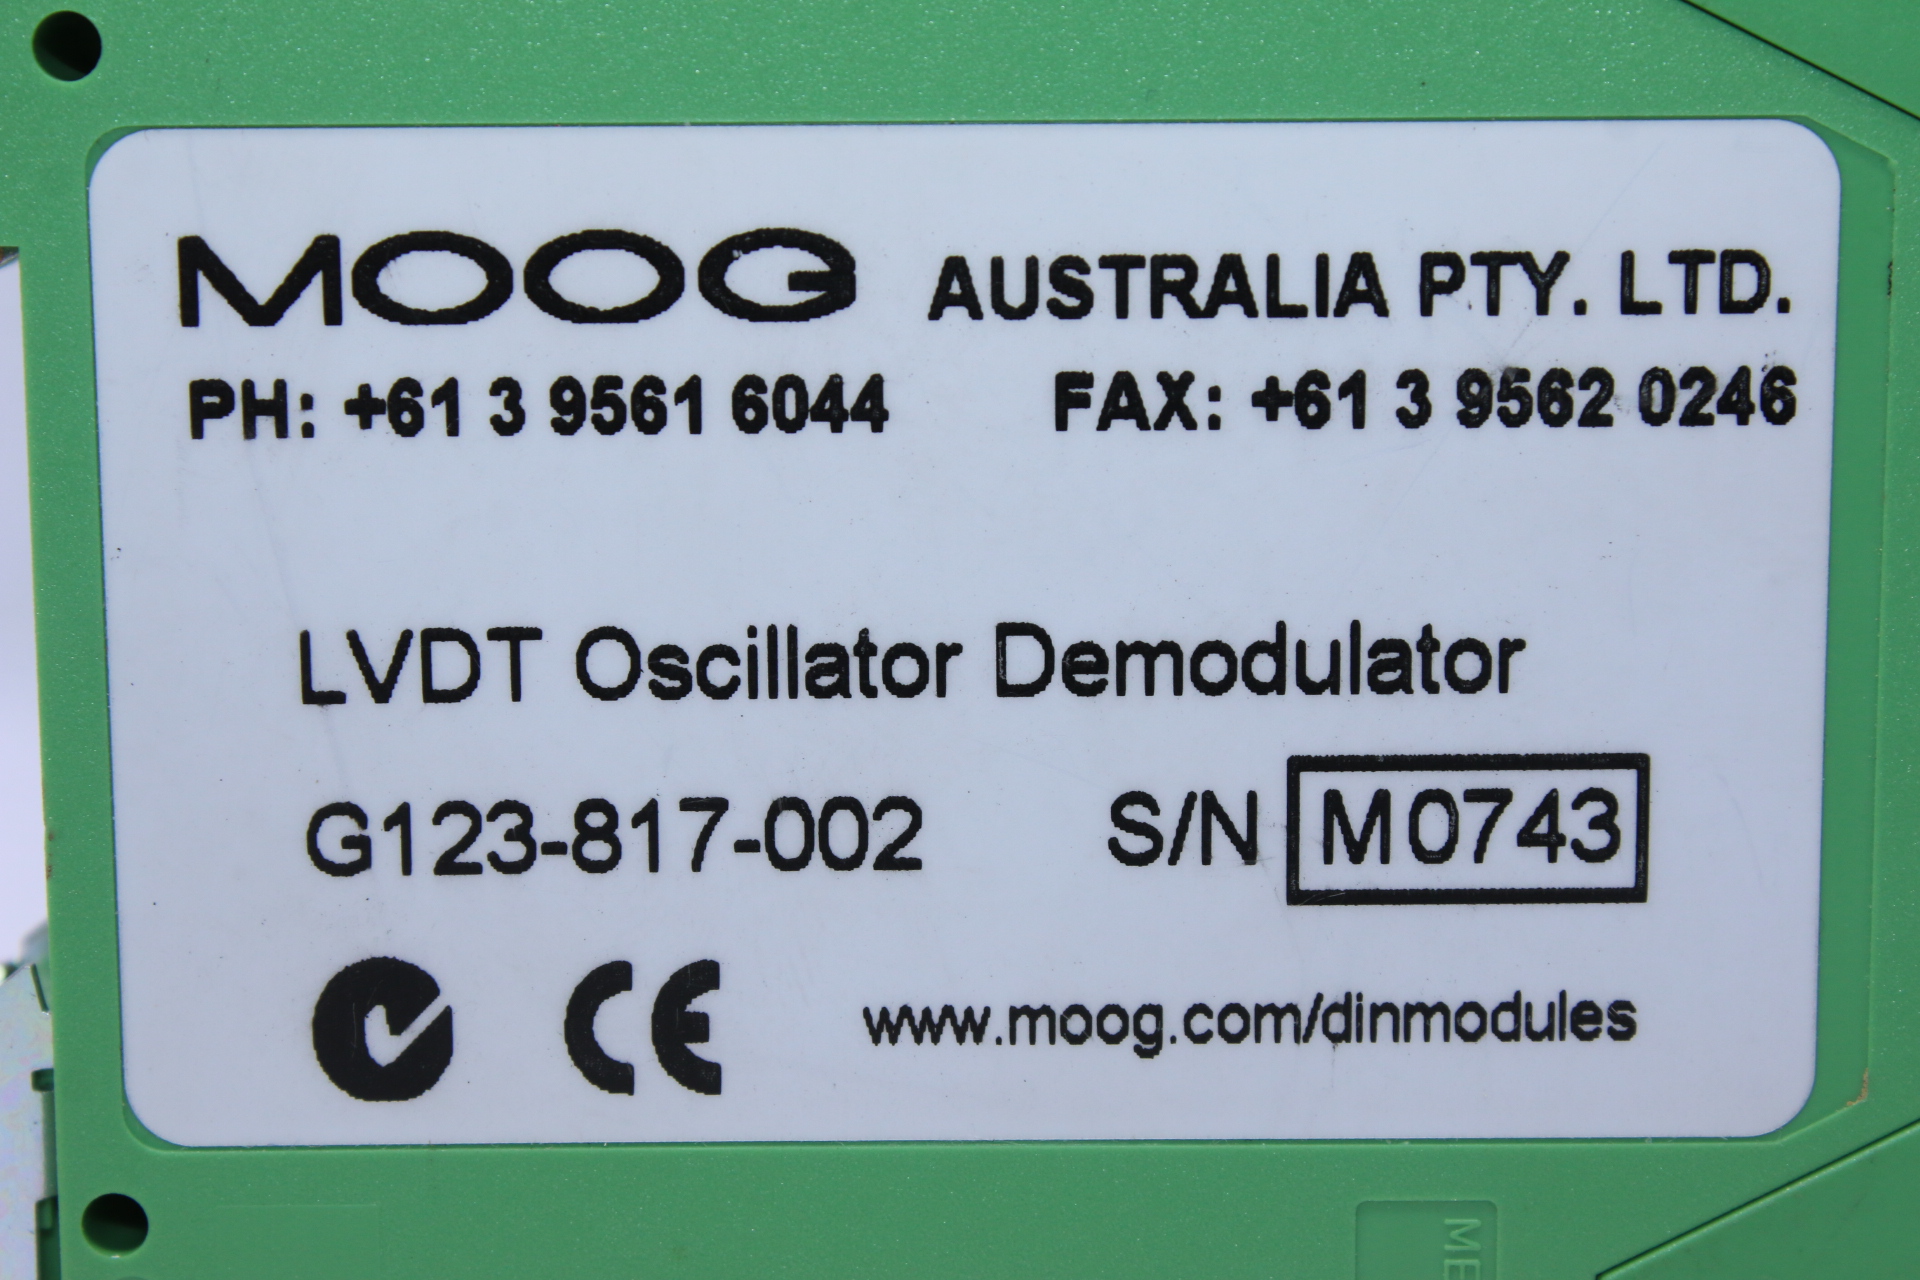 MOOG AUSTRALIA PTY. LTD.
PH: +61 3 9561 6044 FAX: +61 3 9562 0246
LVDT Oscillator Demodulator
G123-817-002 S/N M0743
CE www.moog.com/dinmodules